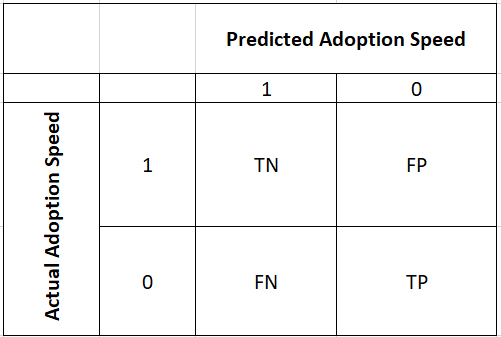 Predicted Adoption Speed
1 0
Actual Adoption Speed
1 TN FP
0 FN TP